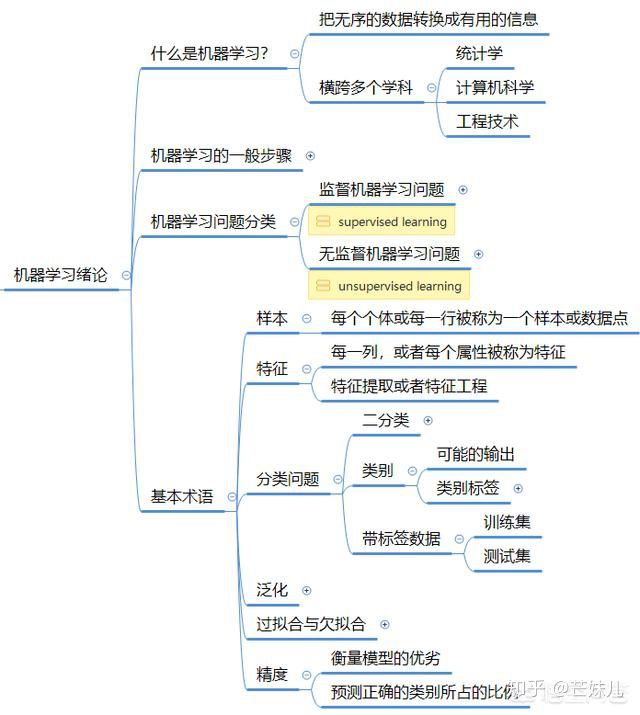 把无序的数据转换成有用的信息
什么是机器学习？
统计学
横跨多个学科
计算机科学
工程技术
机器学习的一般步骤
监督机器学习问题
机器学习问题分类
supervised learning
无监督机器学习问题
机器学习绪论
unsupervised learning
样本
每个个体或每一行被称为一个样本或数据点
每一列，或者每个属性被称为特征
特征
特征提取或者特征工程
二分类
可能的输出
类别
分类问题
类别标签
基本术语
训练集
带标签数据
测试集
泛化
过拟合与欠拟合
衡量模型的优劣
精度
预测正确的类别所占的比例
知乎 @芒妹儿